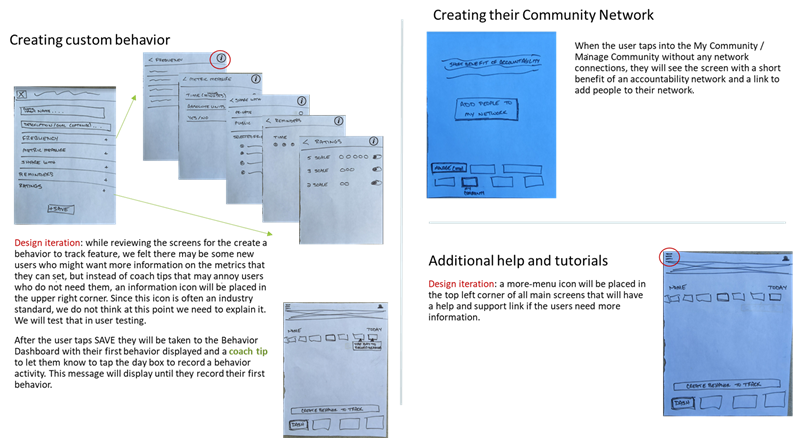 Creating custom behavior
< FREQUENCY
i
< METRIC MEASURE
i
TIME (MINUTES)
ABSOLUTE UNITS
YES/NO
< SHARE WITH
i
PUBLIC
< REMINDERS
i
TIME
< RATINGS
i
5 SCALE
3 SCALE
2 SCALE
X
NAME....
DESCRIPTION/GOAL (OPTIONAL)....
FREQUENCY
METRIC MEASURE
SHARE WITH
REMINDERS
RATINGS
SAVE
Design iteration: while reviewing the screens for the create a
behavior to track feature, we felt there may be some new
users who might want more information on the metrics that
they can set, but instead of coach tips that may annoy users
who do not need them, an information icon will be placed in
the upper right corner. Since this icon is often an industry
standard, we do not think at this point we need to explain it.
We will test that in user testing.
After the user taps SAVE they will be taken to the Behavior
Dashboard with their first behavior displayed and a coach tip
to let them know to tap the day box to record a behavior
activity. This message will display until they record their first
behavior.
MORE
TODAY
CREATE BEHAVIOR TO TRACK
DASH
Creating their Community Network
SHORT BENEFIT OF ACCOUNTABILITY
ADD PEOPLE TO
MY NETWORK
MANAGE COMM
MY
COMMUNITY
When the user taps into the My Community /
Manage Community without any network
connections, they will see the screen with a short
benefit of an accountability network and a link to
add people to their network.
Additional help and tutorials
Design iteration: a more-menu icon will be placed in
the top left corner of all main screens that will have
a help and support link if the users need more
information.
MORE
TODAY
CREATE BEHAVIOR TO TRACK
DASH